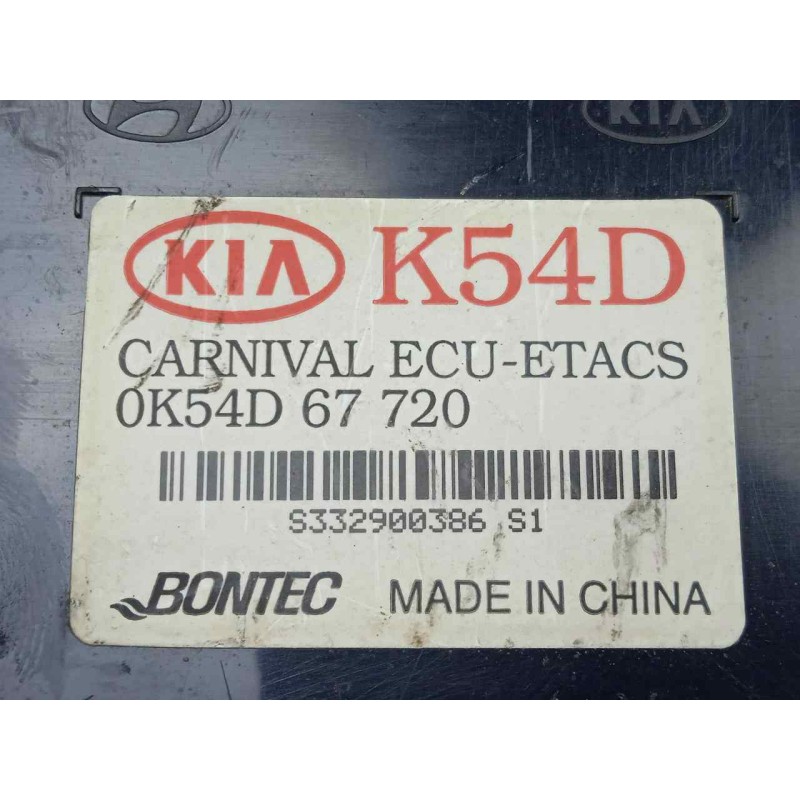 KIA
KIA K54D
CARNIVAL ECU-ETACS
0K54D 67 720
S332900386 S1
BONTEC MADE IN CHINA